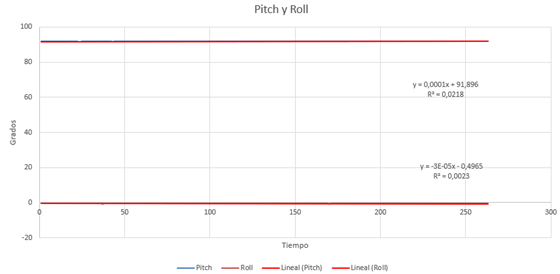 Pitch y Roll
100
80
60
40
20
0
-20
Grados
y = 0,0001x + 91,896
R² = 0,0218
y = -3E-05x - 0,4965
R² = 0,0023
0 50 100 150 200 250 300
Tiempo
Pitch Roll Lineal (Pitch) Lineal (Roll)